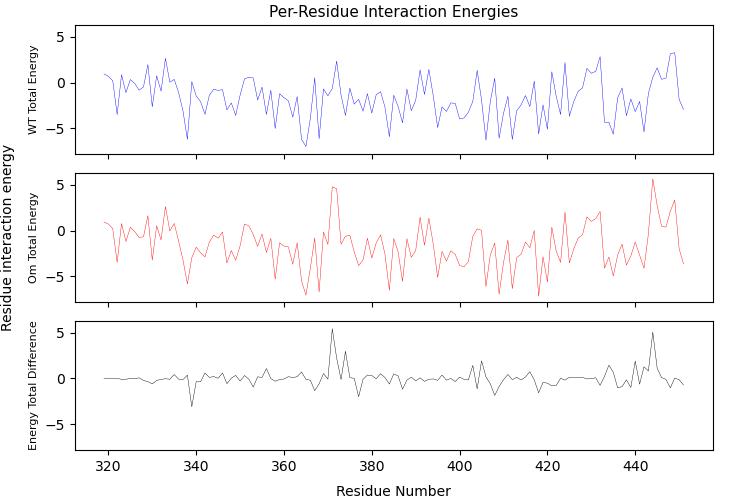 Per-Residue Interaction Energies
Residue interaction energy
WT Total Energy
5
0
−5
Om Total Energy
5
0
−5
Energy Total Difference
5
0
−5
320 340 360 380 400 420 440
Residue Number